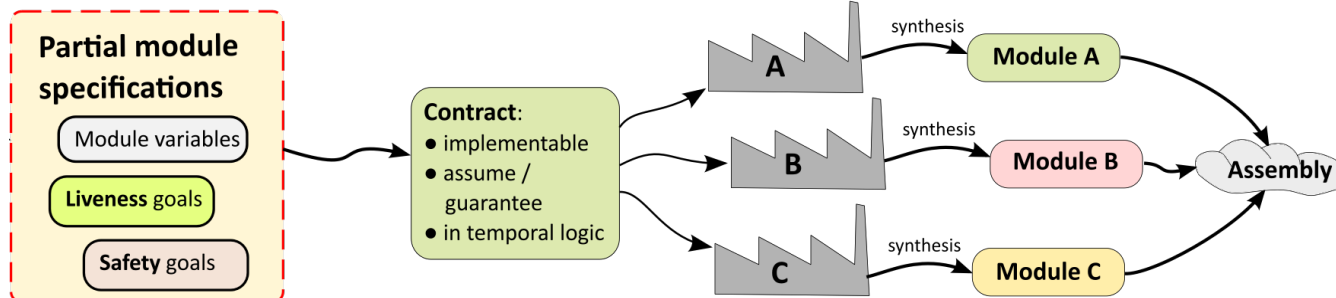 Partial module
specifications
Module variables
Liveness goals
Safety goals
Contract:
● implementable
● assume /
guarantee
● in temporal logic
A
synthesis
Module A
B
synthesis
Module B
C
synthesis
Module C
Assembly